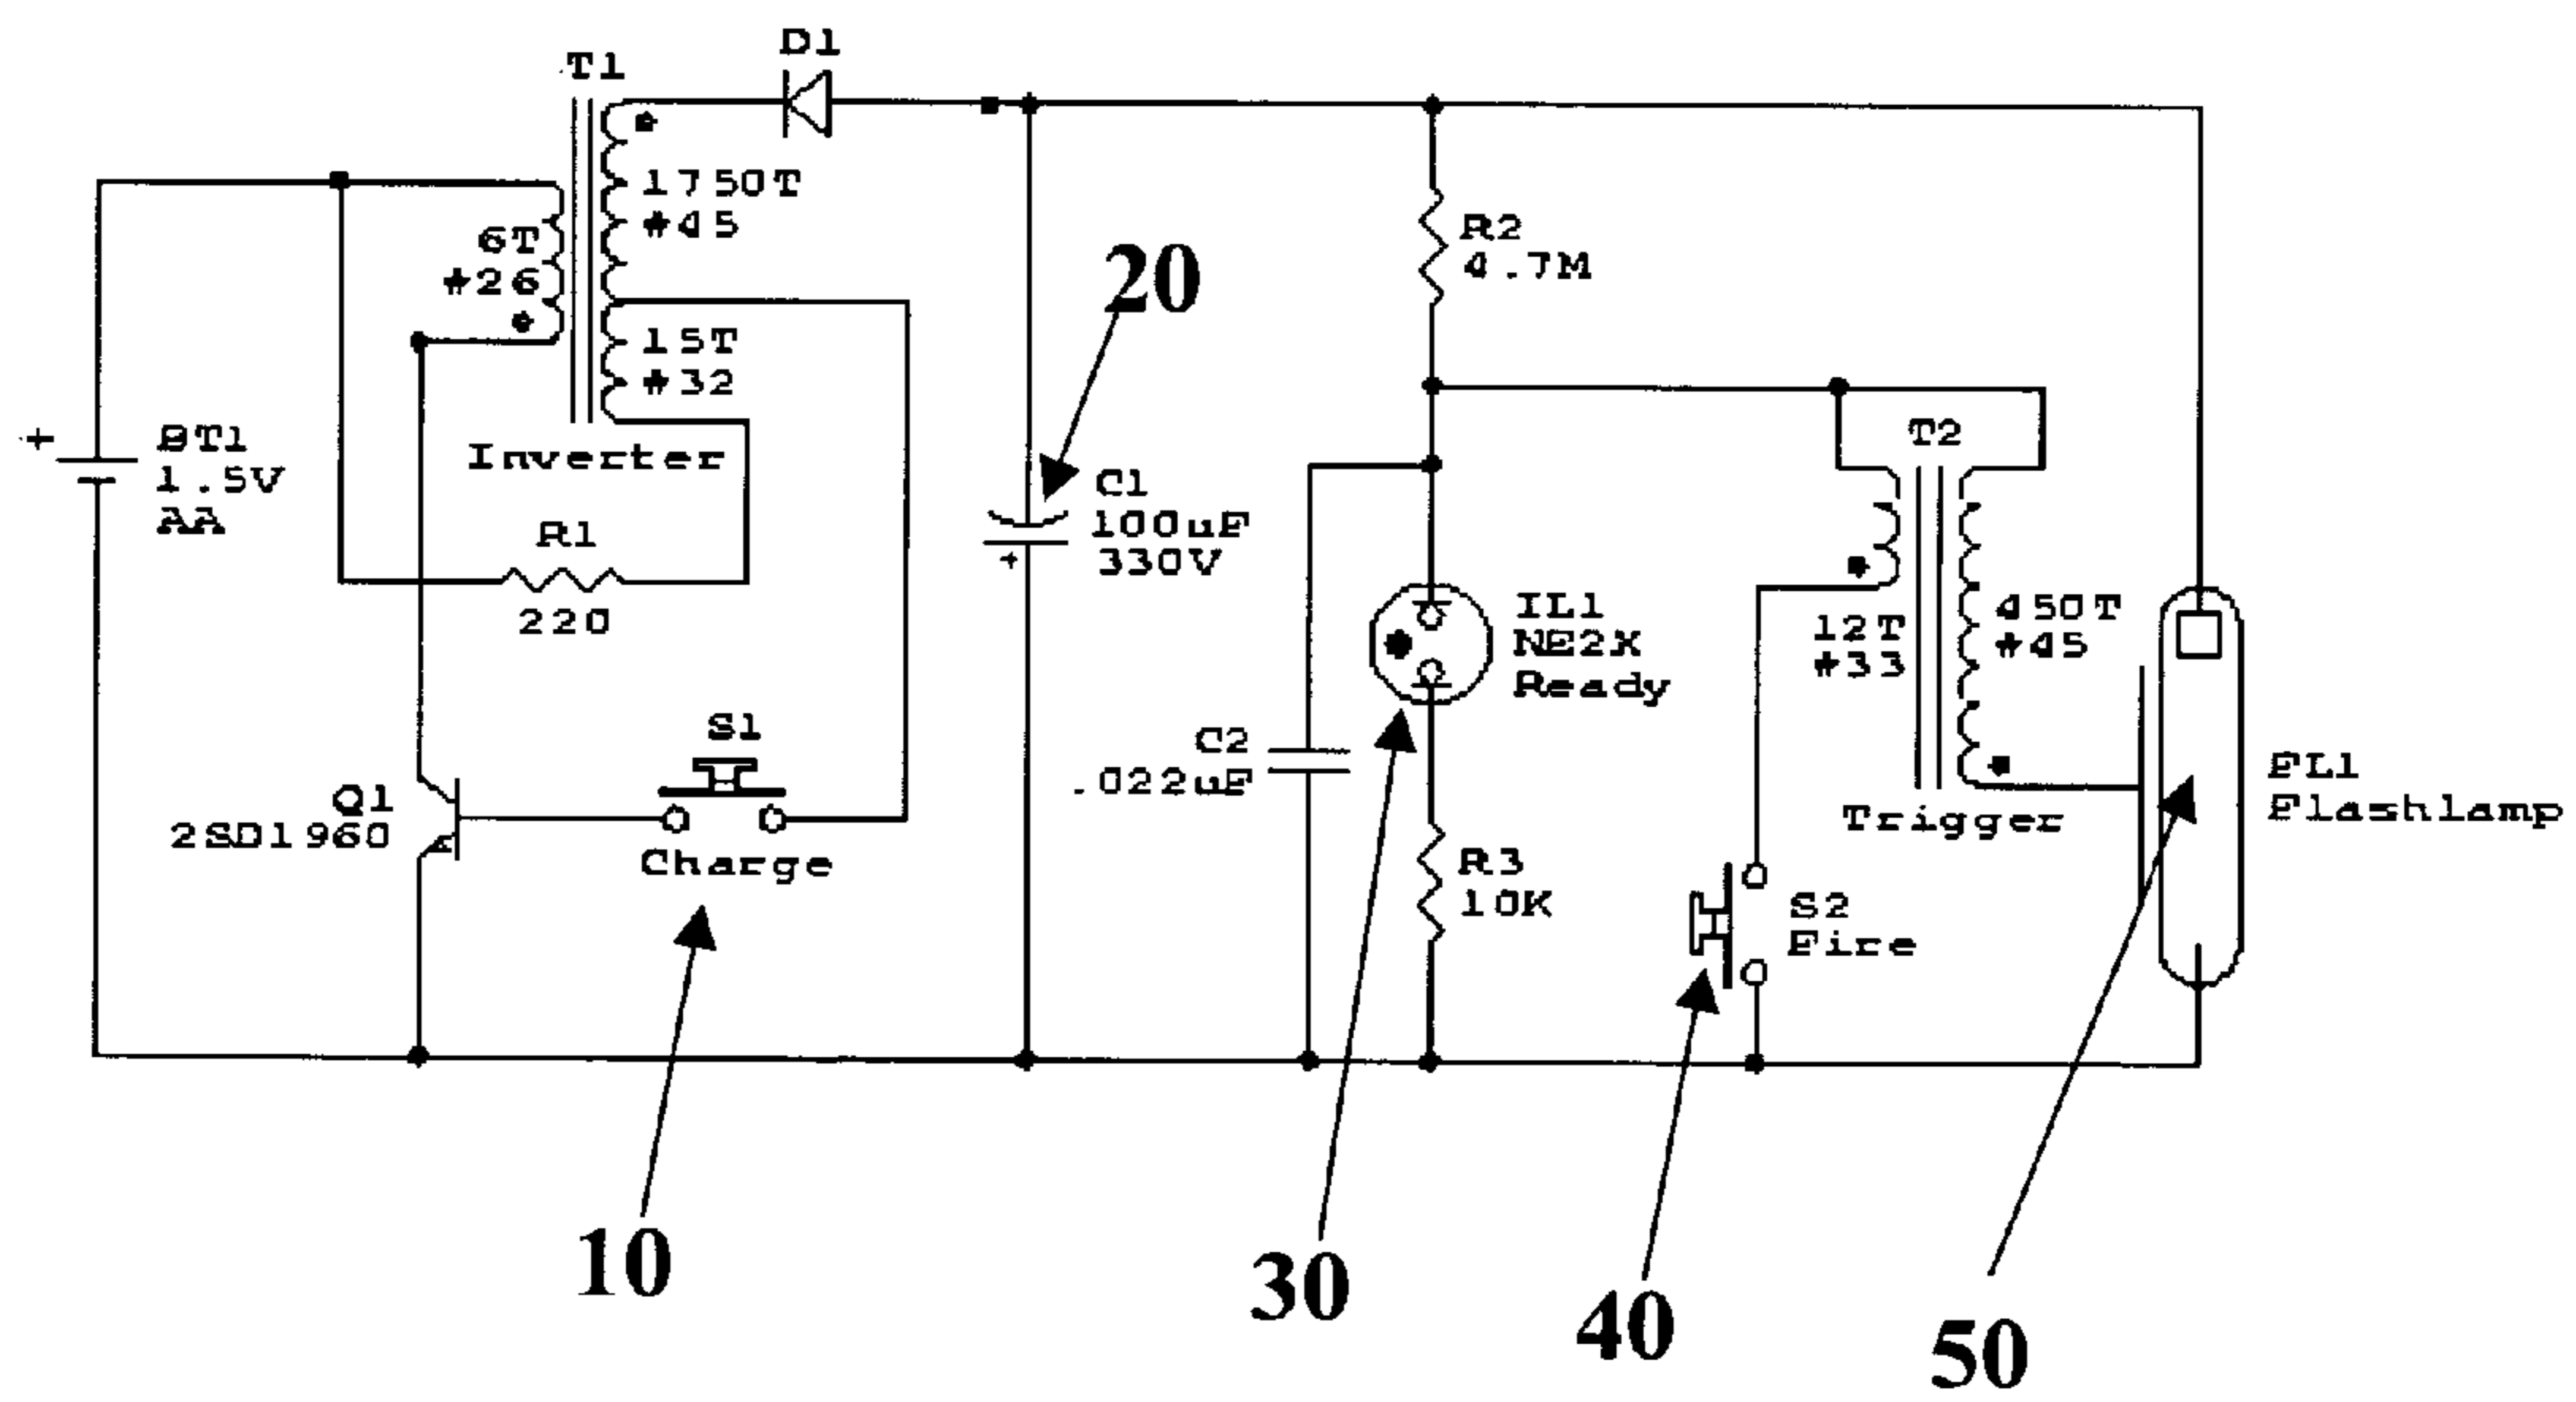 D1
T1
1750T
#45
6T
#26
15T
#32
Inverter
+
BT1
1.5V
AA
R1
220
20
C1
100uF
330V
+
R2
4.7M
T2
IL1
NE2X
Ready
12T
#33
450T
#45
C2
.022uF
S1
Charge
Q1
2SD1960
R3
10K
Trigger
S2
Fire
FL1
Flashlamp
10
30
40
50